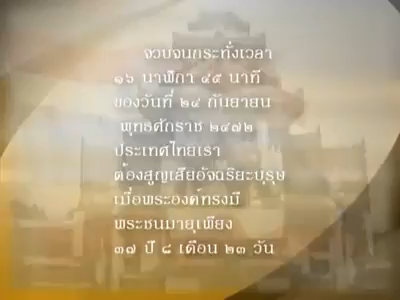 จวบจนกระทั่งเวลา
๑๖ นาฬิกา ๔๕ นาที
ของวันที่ ๒๔ กันยายน
พุทธศักราช ๒๔๗๒
ประเทศไทยเรา
ต้องสูญเสียอัจฉริยะบุรุษ
เมื่อพระองค์ทรงมี
พระชนมายุเพียง
๓๗ ปี ๘ เดือน ๒๓ วัน